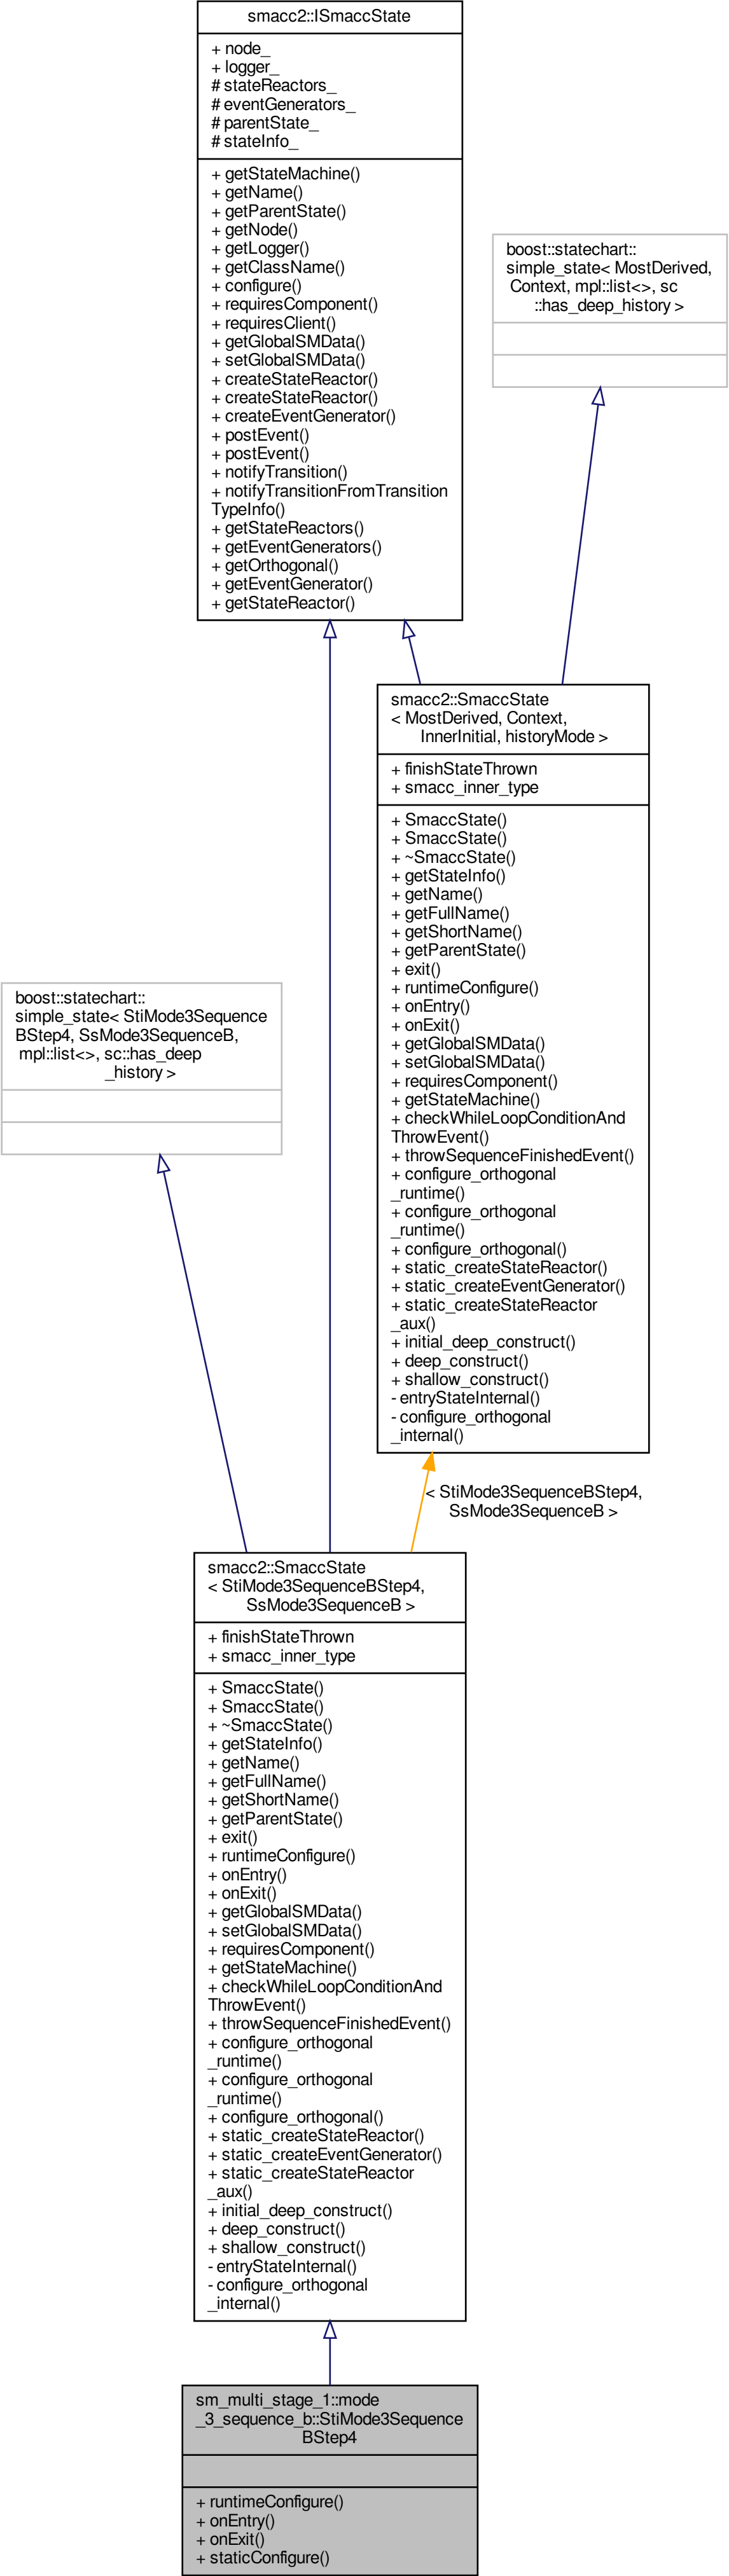 smacc2::ISmaccState
+ node_
+ logger_
# stateReactors_
# eventGenerators_
# parentState_
# stateInfo_
+ getStateMachine()
+ getName()
+ getParentState()
+ getNode()
+ getLogger()
+ getClassName()
+ configure()
+ requiresComponent()
+ requiresClient()
+ getGlobalSMData()
+ setGlobalSMData()
+ createStateReactor()
+ createStateReactor()
+ createEventGenerator()
+ postEvent()
+ postEvent()
+ notifyTransition()
+ notifyTransitionFromTransition
TypeInfo()
+ getStateReactors()
+ getEventGenerators()
+ getOrthogonal()
+ getEventGenerator()
+ getStateReactor()
boost::statechart::
simple_state< MostDerived,
Context, mpl::list<>, sc
::has_deep_history >
smacc2::SmaccState
< MostDerived, Context,
InnerInitial, historyMode >
+ finishStateThrown
+ smacc_inner_type
+ SmaccState()
+ SmaccState()
+ ~SmaccState()
+ getStateInfo()
+ getName()
+ getFullName()
+ getShortName()
+ getParentState()
+ exit()
+ runtimeConfigure()
+ onEntry()
+ onExit()
+ getGlobalSMData()
+ setGlobalSMData()
+ requiresComponent()
+ getStateMachine()
+ checkWhileLoopConditionAnd
ThrowEvent()
+ throwSequenceFinishedEvent()
+ configure_orthogonal
_runtime()
+ configure_orthogonal
_runtime()
+ configure_orthogonal()
+ static_createStateReactor()
+ static_createEventGenerator()
+ static_createStateReactor
_aux()
+ initial_deep_construct()
+ deep_construct()
+ shallow_construct()
- entryStateInternal()
- configure_orthogonal
_internal()
boost::statechart::
simple_state< StiMode3Sequence
BStep4, SsMode3SequenceB,
mpl::list<>, sc::has_deep
_history >
< StiMode3SequenceBStep4,
SsMode3SequenceB >
smacc2::SmaccState
< StiMode3SequenceBStep4,
SsMode3SequenceB >
+ finishStateThrown
+ smacc_inner_type
+ SmaccState()
+ SmaccState()
+ ~SmaccState()
+ getStateInfo()
+ getName()
+ getFullName()
+ getShortName()
+ getParentState()
+ exit()
+ runtimeConfigure()
+ onEntry()
+ onExit()
+ getGlobalSMData()
+ setGlobalSMData()
+ requiresComponent()
+ getStateMachine()
+ checkWhileLoopConditionAnd
ThrowEvent()
+ throwSequenceFinishedEvent()
+ configure_orthogonal
_runtime()
+ configure_orthogonal
_runtime()
+ configure_orthogonal()
+ static_createStateReactor()
+ static_createEventGenerator()
+ static_createStateReactor
_aux()
+ initial_deep_construct()
+ deep_construct()
+ shallow_construct()
- entryStateInternal()
- configure_orthogonal
_internal()
sm_multi_stage_1::mode
_3_sequence_b::StiMode3Sequence
BStep4
+ runtimeConfigure()
+ onEntry()
+ onExit()
+ staticConfigure()